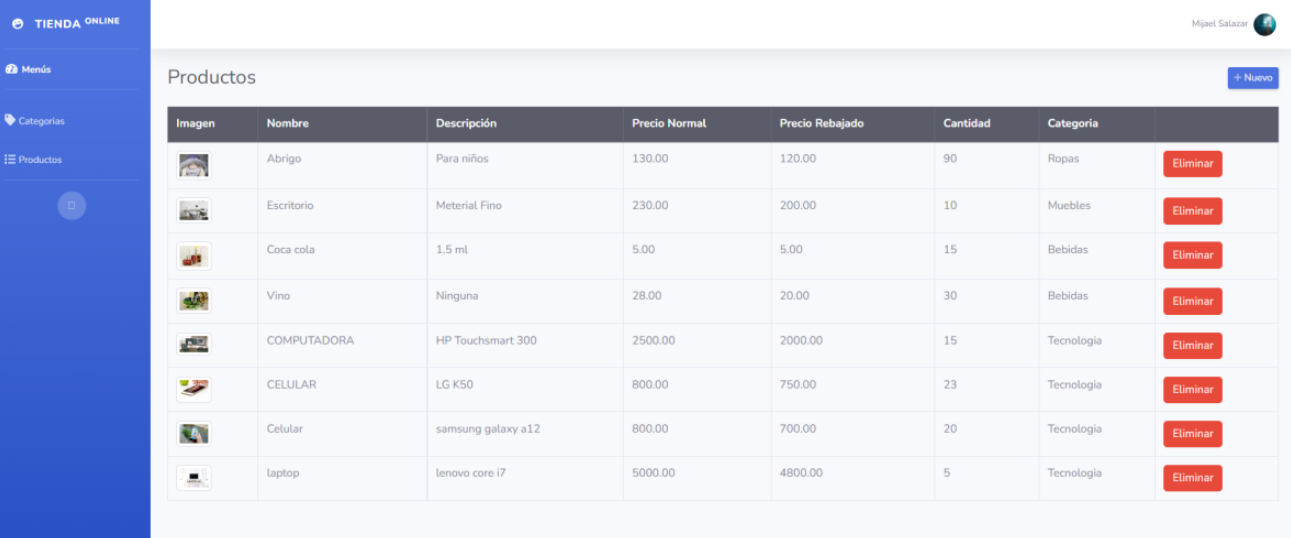 TIENDA ONLINE
Mijael Salazar
Menús
Categorias
Productos
Productos
+ Nuevo
Imagen Nombre Descripción Precio Normal Precio Rebajado Cantidad Categoria
Abrigo Para niños 130.00 120.00 90 Ropas Eliminar
Escritorio Meterial Fino 230.00 200.00 10 Muebles Eliminar
Coca cola 1.5 ml 5.00 5.00 15 Bebidas Eliminar
Vino Ninguna 28.00 20.00 30 Bebidas Eliminar
COMPUTADORA HP Touchsmart 300 2500.00 2000.00 15 Tecnologia Eliminar
CELULAR LG K50 800.00 750.00 23 Tecnologia Eliminar
Celular samsung galaxy a12 800.00 700.00 20 Tecnologia Eliminar
laptop lenovo core i7 5000.00 4800.00 5 Tecnologia Eliminar